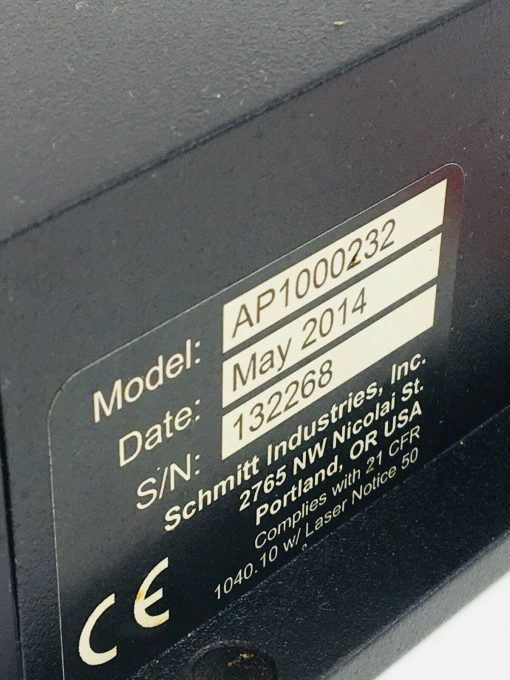 Model: AP1000232
Date: May 2014
S/N: 132268
Schmitt Industries, Inc.
2765 NW Nicolai St.
Portland, OR USA
Complies with 21 CFR
1040.10 w/ Laser Notice 50
CE